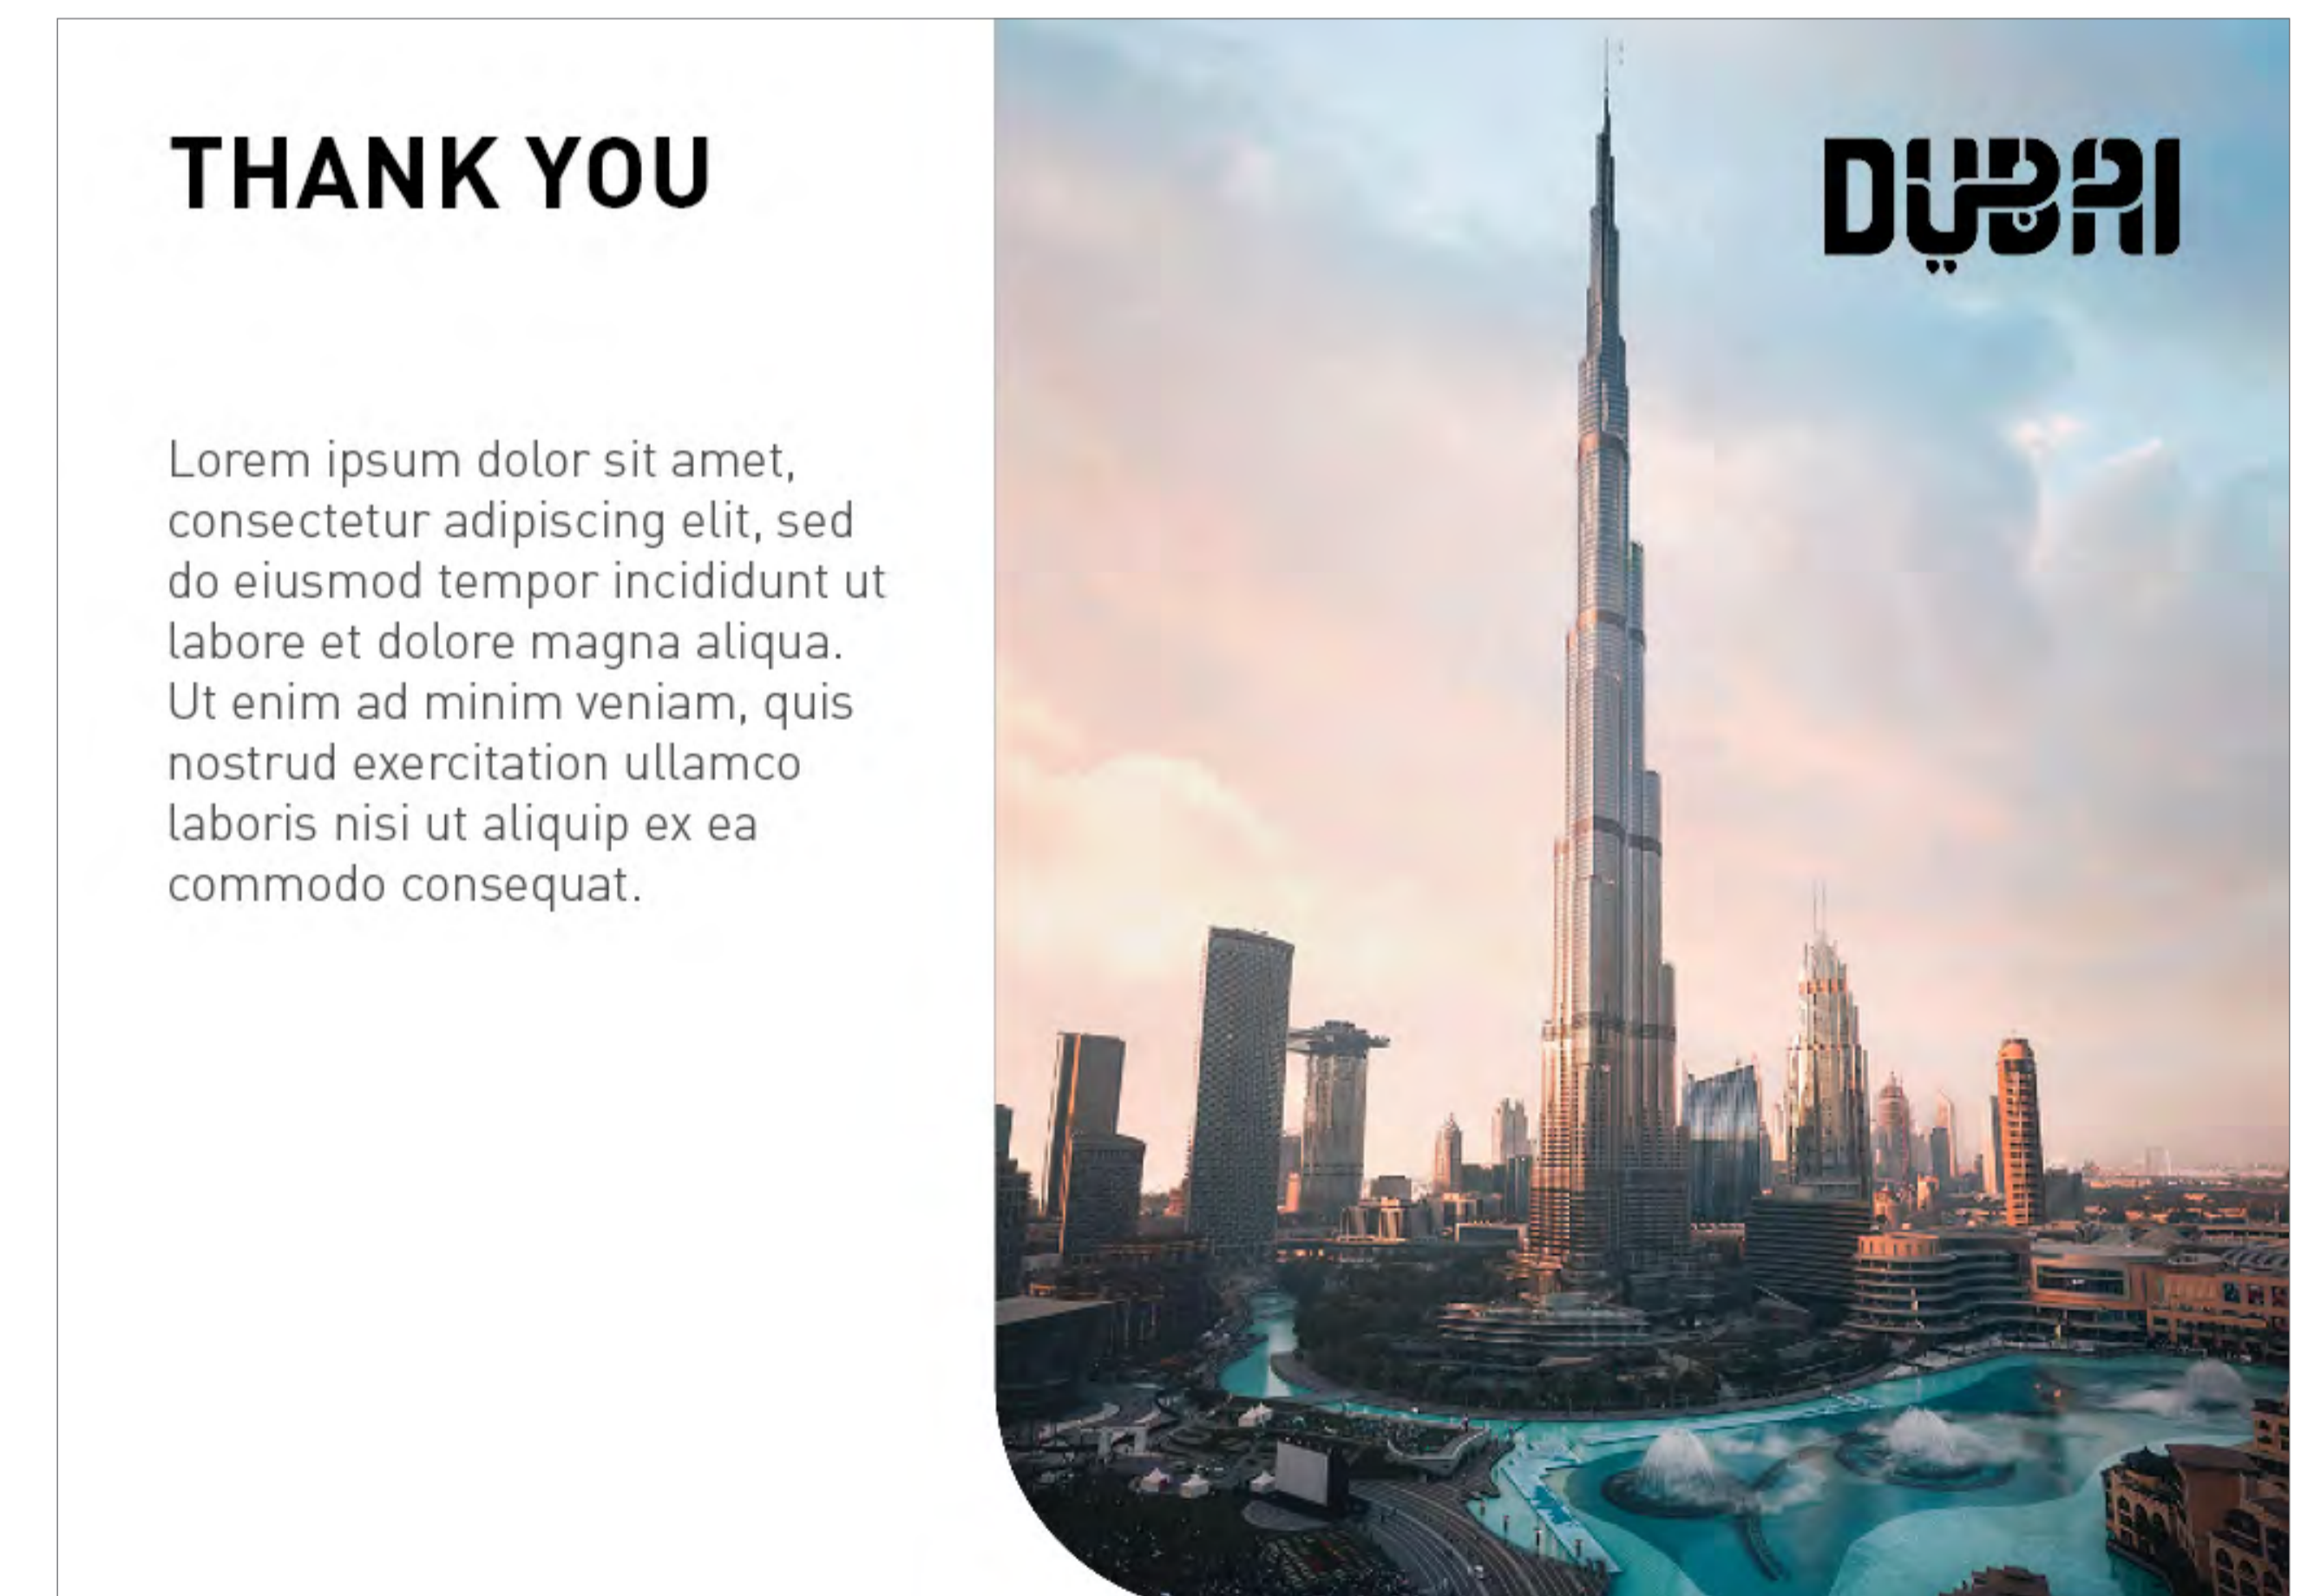 THANK YOU
DUBAI
Lorem ipsum dolor sit amet,
consectetur adipiscing elit, sed
do eiusmod tempor incididunt ut
labore et dolore magna aliqua.
Ut enim ad minim veniam, quis
nostrud exercitation ullamco
laboris nisi ut aliquip ex ea
commodo consequat.